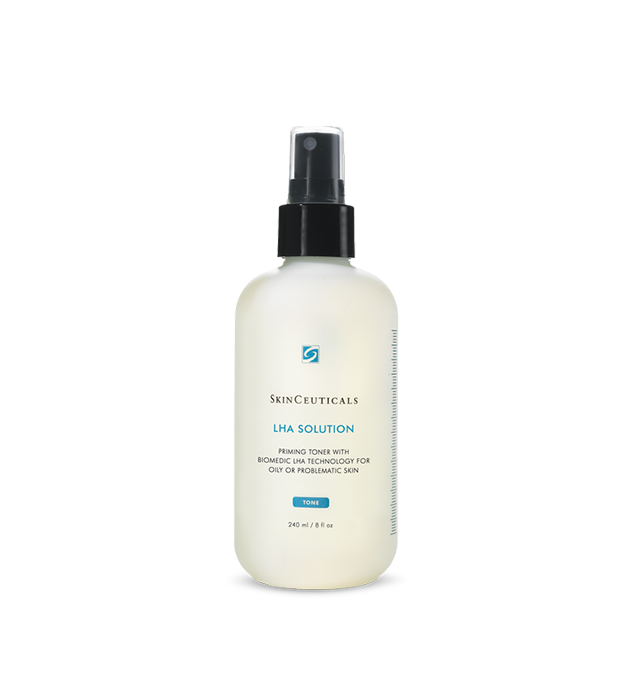 SKINCEUTICALS
LHA SOLUTION
PRIMING TONER WITH
BIOMEDIC LHA TECHNOLOGY FOR
OILY OR PROBLEMATIC SKIN
TONE
240 ml / 8 fl oz